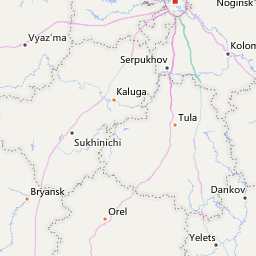 Noginsk
Vyaz'ma
Kolom
Serpukhov
Kaluga
Tula
Sukhinichi
Bryansk
Dankov
Orel
Yelets